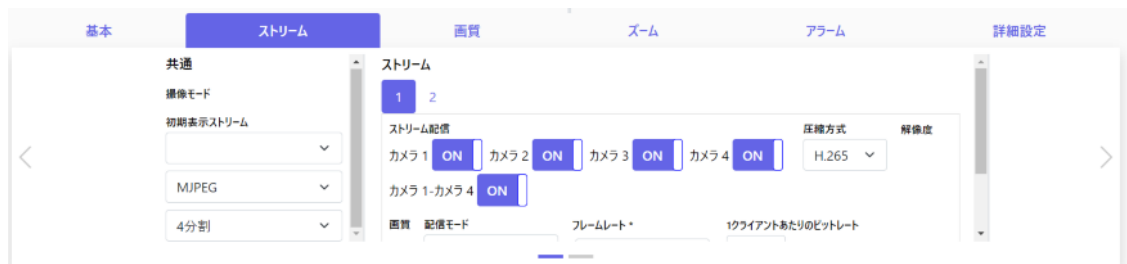 基本 ストリーム 画質 ズーム アラーム 詳細設定
共通
撮像モード
初期表示ストリーム
MJPEG
4分割
ストリーム
1 2
ストリーム配信 圧縮方式 解像度
カメラ 1 ON カメラ 2 ON カメラ 3 ON カメラ 4 ON H.265
カメラ 1-カメラ 4 ON
画質 配信モード フレームレート * 1クライアントあたりのビットレート